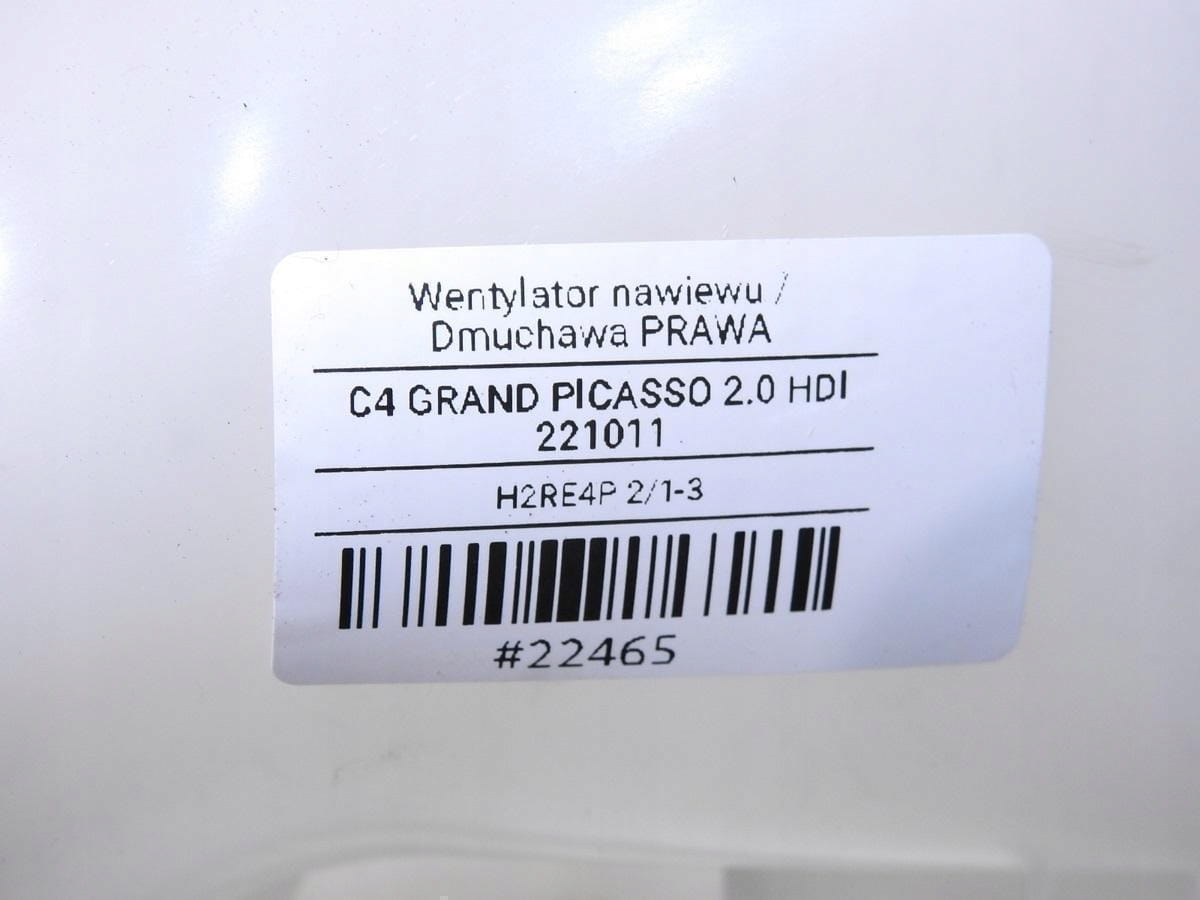 Wentylator nawiewu /
Dmuchawa PRAWA
C4 GRAND PICASSO 2.0 HDI
221011
H2RE4P 2/1-3
#22465